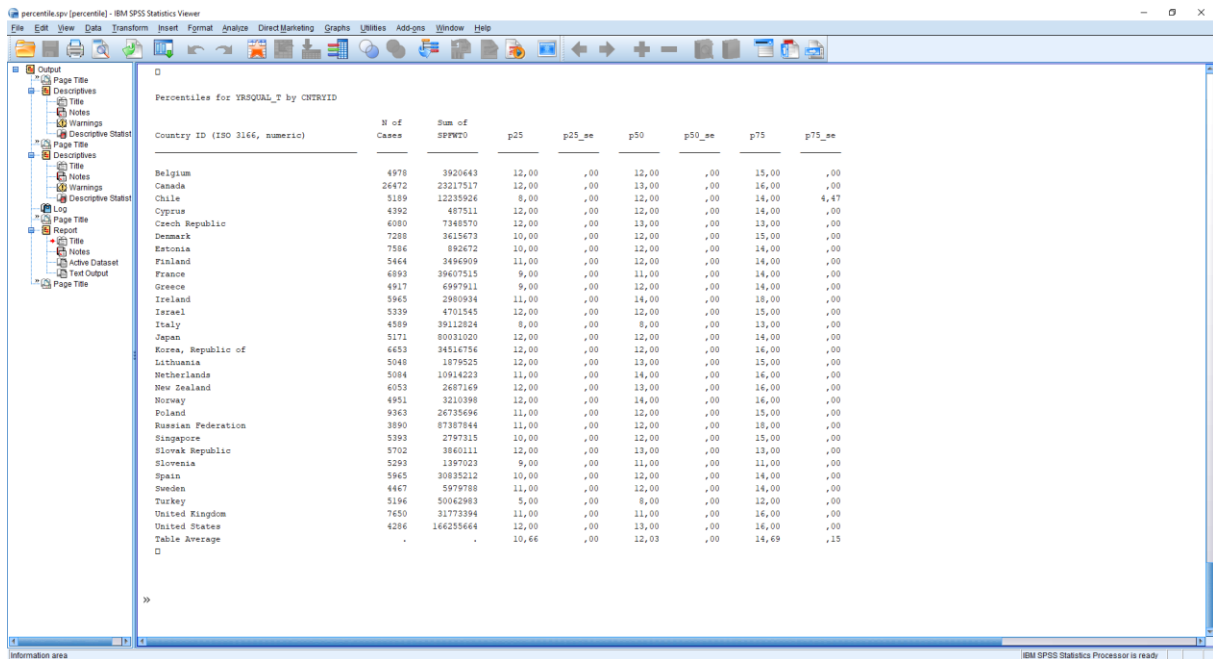 percentile.spv [percentile] - IBM SPSS Statistics Viewer
File Edit View Data Transform Insert Format Analyze Direct Marketing Graphs Utilities Add-ons Window Help
Output
Page Title
Descriptives
Title
Notes
Warnings
Descriptive Statist
Page Title
Descriptives
Title
Notes
Warnings
Descriptive Statist
Log
Page Title
Report
Title
Notes
Active Dataset
Text Output
Page Title
Percentiles for YRSQUAL_T by CNTRYID
N of Sum of
Country ID (ISO 3166, numeric) Cases SPFWT0 p25 p25_se p50 p50_se p75 p75_se
Belgium 4978 3920643 12,00 ,00 12,00 ,00 15,00 ,00
Canada 26472 23217517 12,00 ,00 13,00 ,00 16,00 ,00
Chile 5189 12235926 8,00 ,00 12,00 ,00 14,00 4,47
Cyprus 4392 487511 12,00 ,00 12,00 ,00 14,00 ,00
Czech Republic 6080 7348570 12,00 ,00 13,00 ,00 13,00 ,00
Denmark 7288 3615673 10,00 ,00 12,00 ,00 15,00 ,00
Estonia 7586 892672 10,00 ,00 12,00 ,00 14,00 ,00
Finland 5464 3496909 11,00 ,00 12,00 ,00 14,00 ,00
France 6893 39607515 9,00 ,00 11,00 ,00 14,00 ,00
Greece 4917 6997911 9,00 ,00 12,00 ,00 14,00 ,00
Ireland 5965 2980934 11,00 ,00 14,00 ,00 18,00 ,00
Israel 5339 4701545 12,00 ,00 12,00 ,00 15,00 ,00
Italy 4589 39112824 8,00 ,00 8,00 ,00 13,00 ,00
Japan 5171 80031020 12,00 ,00 12,00 ,00 14,00 ,00
Korea, Republic of 6653 34516756 12,00 ,00 12,00 ,00 16,00 ,00
Lithuania 5048 1879525 12,00 ,00 13,00 ,00 15,00 ,00
Netherlands 5084 10914223 11,00 ,00 14,00 ,00 16,00 ,00
New Zealand 6053 2687169 12,00 ,00 13,00 ,00 16,00 ,00
Norway 4951 3210398 12,00 ,00 14,00 ,00 16,00 ,00
Poland 9363 26735696 11,00 ,00 12,00 ,00 15,00 ,00
Russian Federation 3890 87387844 11,00 ,00 12,00 ,00 18,00 ,00
Singapore 5393 2797315 10,00 ,00 12,00 ,00 15,00 ,00
Slovak Republic 5702 3860111 12,00 ,00 13,00 ,00 13,00 ,00
Slovenia 5293 1397023 9,00 ,00 11,00 ,00 11,00 ,00
Spain 5965 30835212 10,00 ,00 12,00 ,00 14,00 ,00
Sweden 4467 5979788 11,00 ,00 12,00 ,00 14,00 ,00
Turkey 5196 50062983 5,00 ,00 8,00 ,00 12,00 ,00
United Kingdom 7650 31773394 11,00 ,00 11,00 ,00 16,00 ,00
United States 4286 166255664 12,00 ,00 13,00 ,00 16,00 ,00
Table Average . . 10,66 ,00 12,03 ,00 14,69 ,15
Information area IBM SPSS Statistics Processor is ready